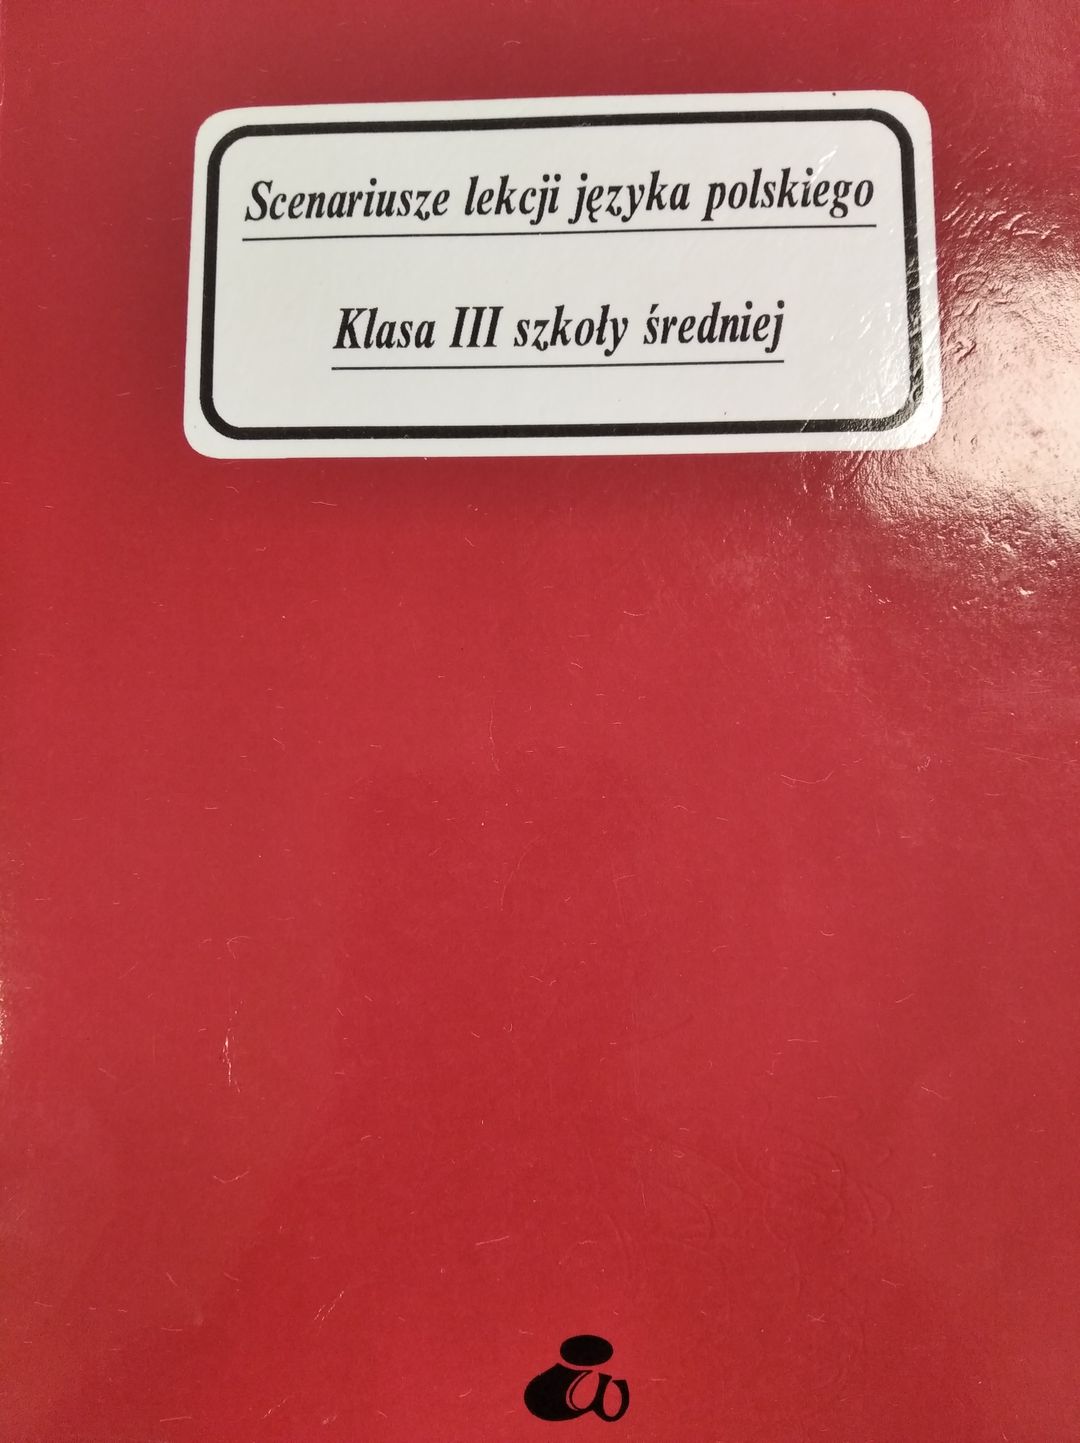 Scenariusze lekcji języka polskiego
Klasa III szkoły średniej